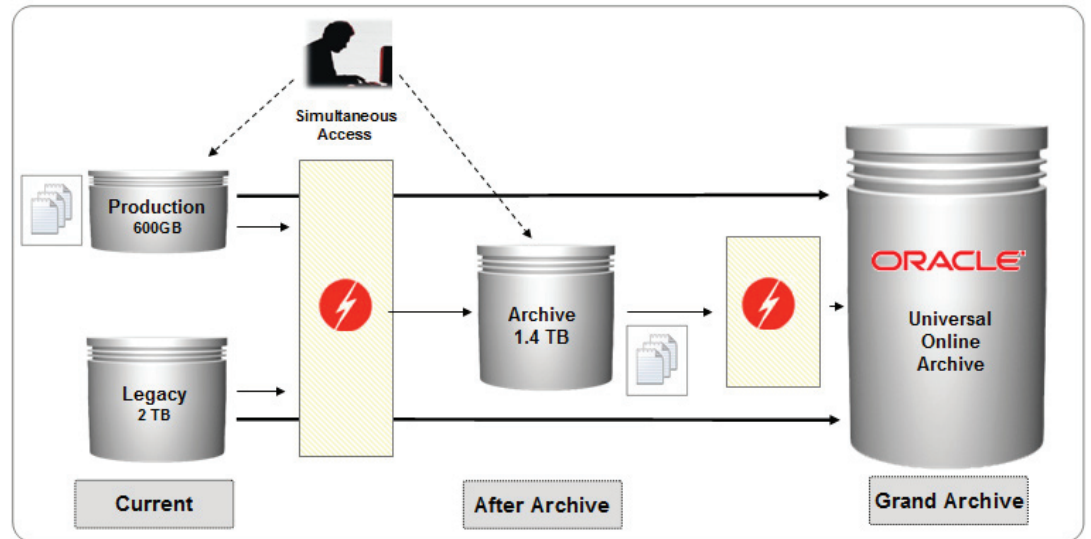 Simultaneous
Access
Production
600GB
Legacy
2 TB
Archive
1.4 TB
ORACLE
Universal
Online
Archive
Current
After Archive
Grand Archive